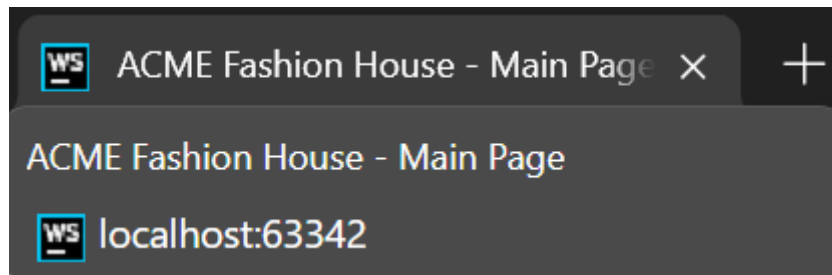 WS ACME Fashion House - Main Page
ACME Fashion House - Main Page
WS localhost:63342